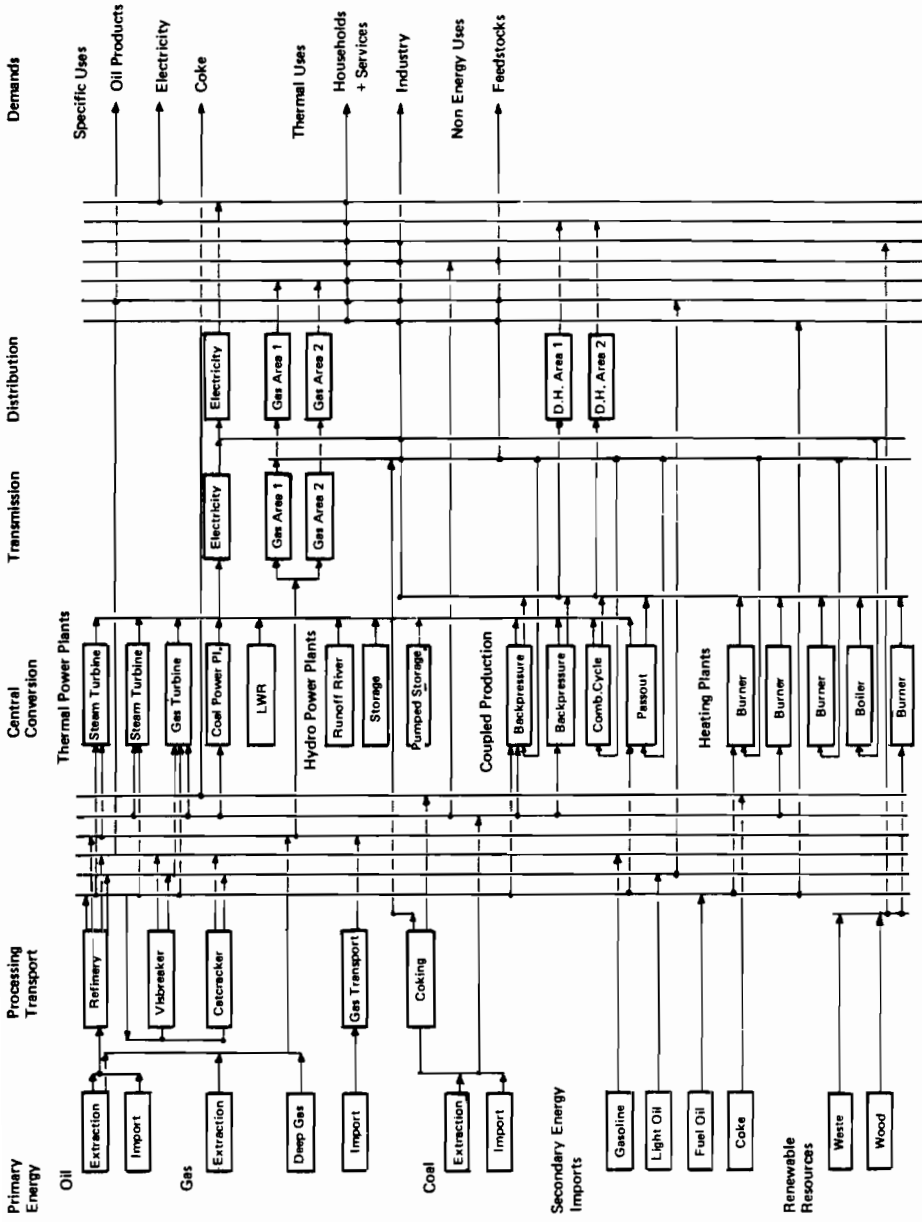 Primary
Energy
Processing
Transport
Central
Conversion
Transmission
Distribution
Demands
Oil
Extraction
Import
Gas
Extraction
Deep Gas
Import
Coal
Extraction
Import
Secondary Energy
Imports
Gasoline
Light Oil
Fuel Oil
Coke
Renewable
Resources
Waste
Wood
Refinery
Visbreaker
Catcracker
Gas Transport
Coking
Thermal Power Plants
Steam Turbine
Steam Turbine
Gas Turbine
Coal Power Pl.
LWR
Hydro Power Plants
Runoff River
Storage
Pumped Storage
Coupled Production
Backpressure
Backpressure
Comb.Cycle
Passout
Heating Plants
Burner
Burner
Burner
Boiler
Burner
Electricity
Gas Area 1
Gas Area 2
Electricity
Gas Area 1
Gas Area 2
D.H. Area 1
D.H. Area 2
Specific Uses
Oil Products
Electricity
Coke
Thermal Uses
Households
+ Services
Industry
Non Energy Uses
Feedstocks